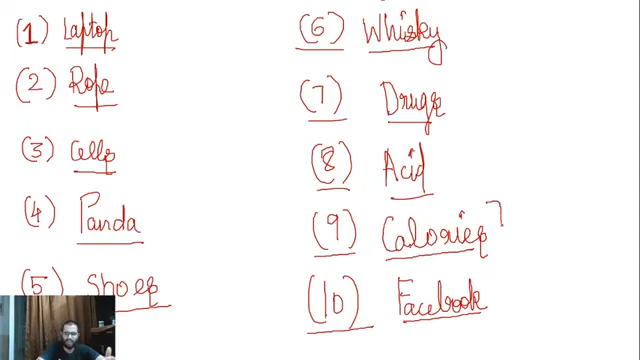 (1) Laptop
(2) Rope
(3) Cells
(4) Panda
(5) Shoes
(6) Whisky
(7) Drugs
(8) Acid
(9) Calories
(10) Facebook